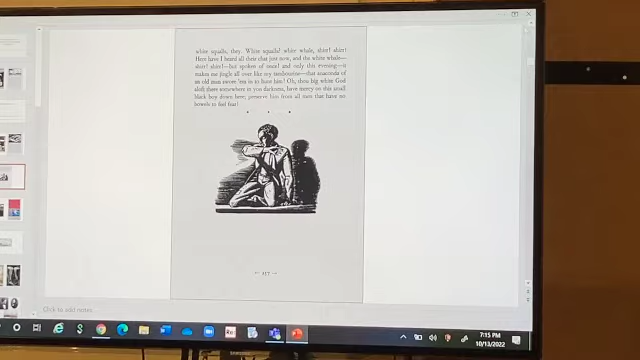 white squalls, they. White squalls? white whale, shirr! shirr!
Here have I heard all their chat just now, and the white whale—
shirr! shirr!—but spoken of once! and only this evening—it
makes me jingle all over like my tambourine—that anaconda of
an old man swore 'em in to hunt him! Oh, thou big white God
aloft there somewhere in yon darkness, have mercy on this small
black boy down here; preserve him from all men that have no
bowels to feel fear!
Click to add notes
7:15 PM
10/13/2022